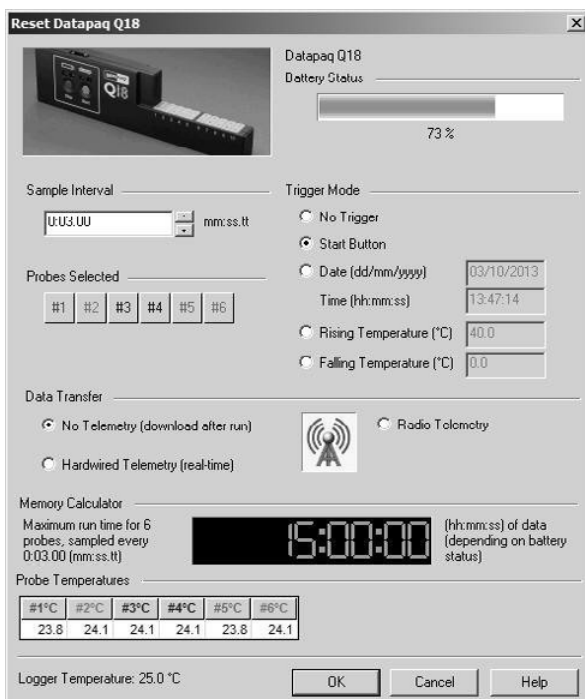 Reset Datapaq Q18
Q18
Datapaq Q18
Battery Status
73 %
Sample Interval
0:03.00 mm:ss.tt
Probes Selected
#1 #2 #3 #4 #5 #6
Trigger Mode
No Trigger
Start Button
Date (dd/mm/yyyy) 03/10/2013
Time (hh:mm:ss) 13:47:14
Rising Temperature (°C) 40.0
Falling Temperature (°C) 0.0
Data Transfer
No Telemetry (download after run)
Radio Telemetry
Hardwired Telemetry (real-time)
Memory Calculator
Maximum run time for 6
probes, sampled every
0:03.00 (mm:ss.tt)
15:00:00
(hh:mm:ss) of data
(depending on battery
status)
Probe Temperatures
#1°C #2°C #3°C #4°C #5°C #6°C
23.8 24.1 24.1 24.1 23.8 24.1
Logger Temperature: 25.0 °C
OK Cancel Help